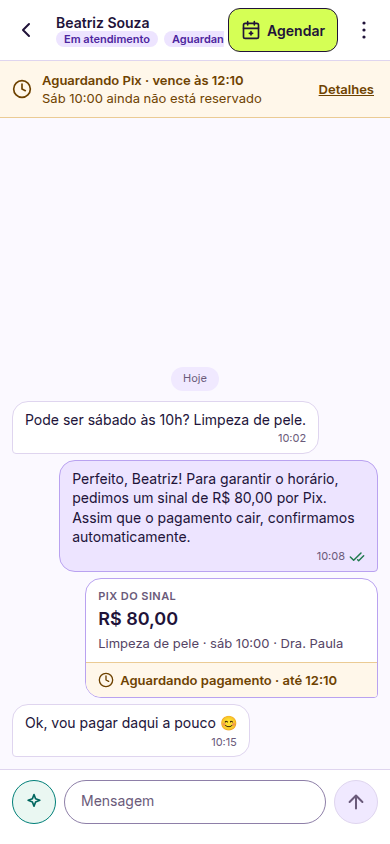 Beatriz Souza
Em atendimento
Aguardan
Agendar
Aguardando Pix · vence às 12:10
Sáb 10:00 ainda não está reservado
Detalhes
Hoje
Pode ser sábado às 10h? Limpeza de pele.
10:02
Perfeito, Beatriz! Para garantir o horário,
pedimos um sinal de R$ 80,00 por Pix.
Assim que o pagamento cair, confirmamos
automaticamente.
10:08
PIX DO SINAL
R$ 80,00
Limpeza de pele · sáb 10:00 · Dra. Paula
Aguardando pagamento · até 12:10
Ok, vou pagar daqui a pouco 😊
10:15
Mensagem